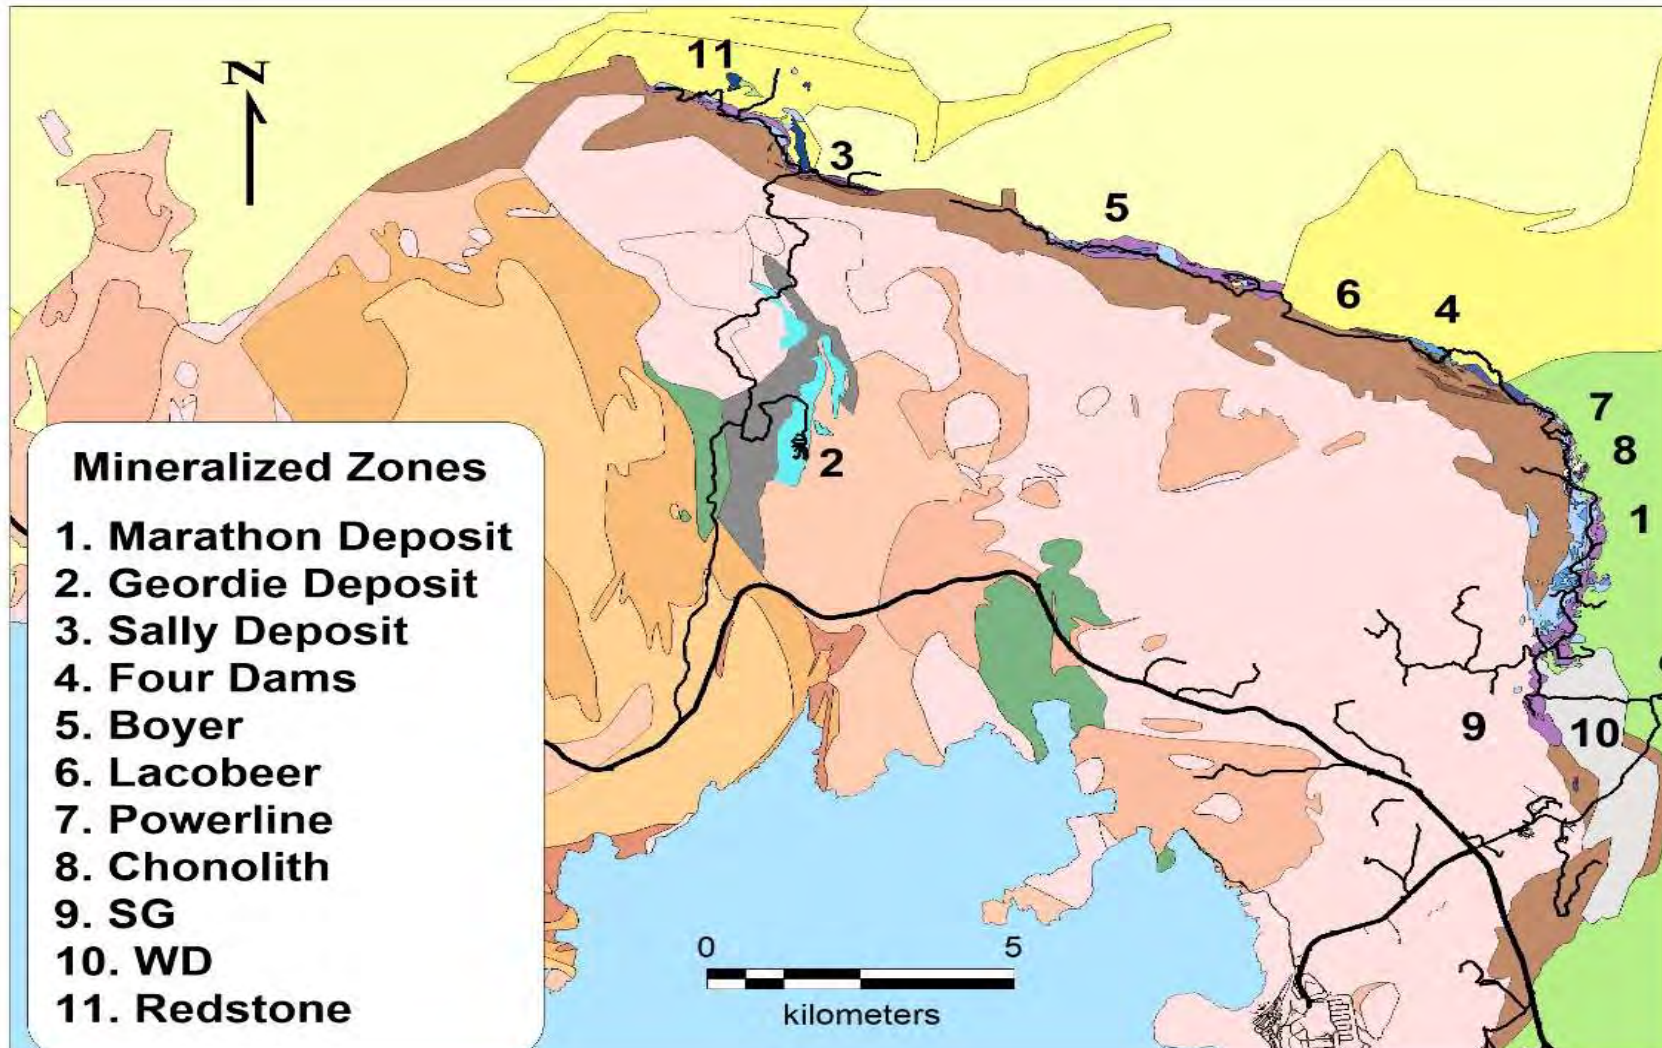 N
11
3
5
6
4
7
8
2
1
9
10
Mineralized Zones
1. Marathon Deposit
2. Geordie Deposit
3. Sally Deposit
4. Four Dams
5. Boyer
6. Lacobeer
7. Powerline
8. Chonolith
9. SG
10. WD
11. Redstone
0 5
kilometers